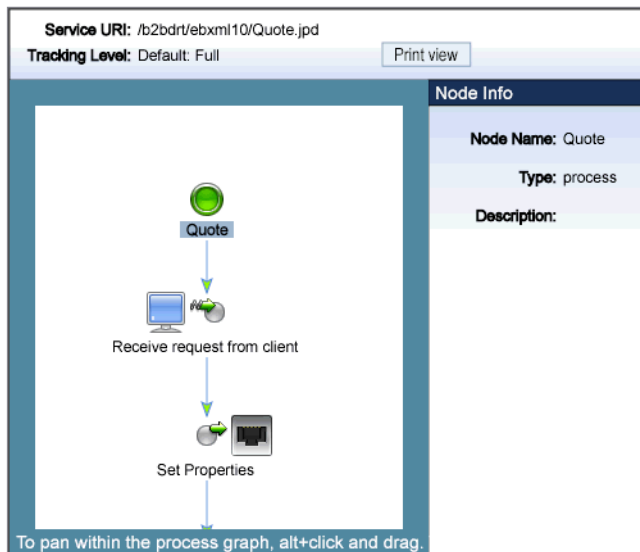 Service URI: /b2bdrt/ebxml10/Quote.jpd
Tracking Level: Default: Full
Print view
Node Info
Node Name: Quote
Type: process
Description:
Quote
Receive request from client
Set Properties
To pan within the process graph, alt+click and drag.